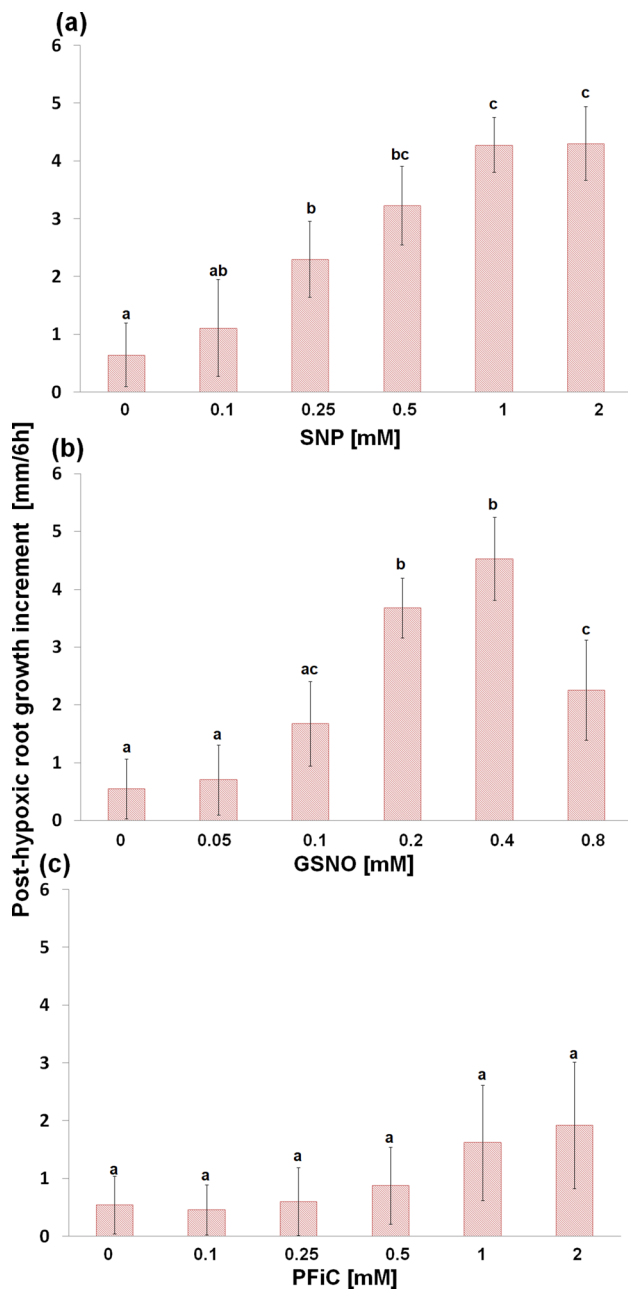 (a)
6
5
4
3
2
1
0
a
ab
b
bc
c
c
0 0.1 0.25 0.5 1 2
SNP [mM]
Post-hypoxic root growth increment [mm/6h]
(b)
6
5
4
3
2
1
0
a
a
ac
b
b
c
0 0.05 0.1 0.2 0.4 0.8
GSNO [mM]
(c)
6
5
4
3
2
1
0
a
a
a
a
a
a
0 0.1 0.25 0.5 1 2
PFiC [mM]